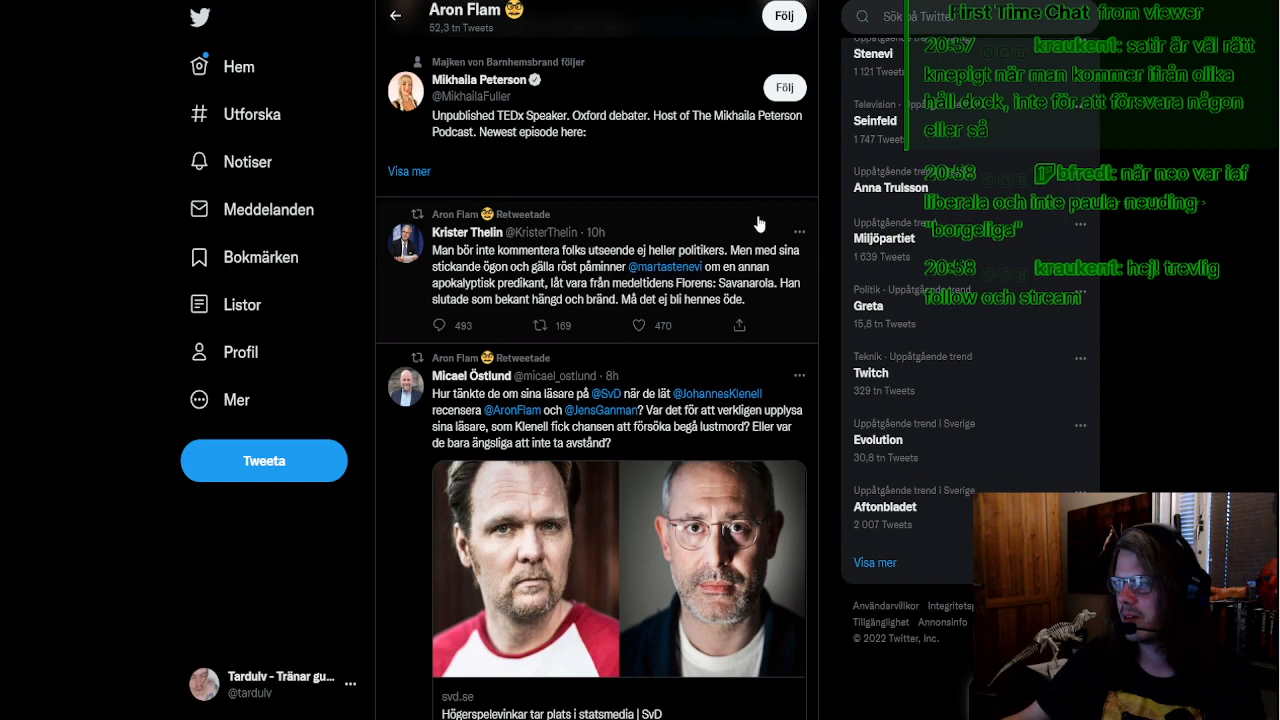 Hem
Utforska
Notiser
Meddelanden
Bokmärken
Listor
Profil
Mer
Tweeta
Tardulv - Tränar gu...
@tardulv
Aron Flam
52,3 tn Tweets
Följ
Majken von Barnhemsbrand följer
Mikhaila Peterson
@MikhailaFuller
Följ
Unpublished TEDx Speaker. Oxford debater. Host of The Mikhaila Peterson
Podcast. Newest episode here:
Visa mer
Aron Flam Retweetade
Krister Thelin @KristerThelin · 10h
Man bör inte kommentera folks utseende ej heller politikers. Men med sina
stickande ögon och gälla röst påminner @martastenevi om en annan
apokalyptisk predikant, låt vara från medeltidens Florens: Savanarola. Han
slutade som bekant hängd och bränd. Må det ej bli hennes öde.
493 169 470
Aron Flam Retweetade
Micael Östlund @micael_ostlund · 8h
Hur tänkte de om sina läsare på @SvD när de lät @JohannesKlenell
recensera @AronFlam och @JensGanman? Var det för att verkligen upplysa
sina läsare, som Klenell fick chansen att försöka begå lustmord? Eller var
de bara ängsliga att inte ta avstånd?
svd.se
Högerspelevinkar tar plats i statsmedia | SvD
Sök på Twitter
Stenevi
1 121 Tweets
Television · Uppåtgående
Seinfeld
1 747 Tweets
Uppåtgående
Anna Trulsson
Uppåtgående
Miljöpartiet
1 639 Tweets
Politik · Uppåtgående trend
Greta
15,8 tn Tweets
Teknik · Uppåtgående trend
Twitch
329 tn Tweets
Uppåtgående trend i Sverige
Evolution
30,8 tn Tweets
Uppåtgående trend i Sverige
Aftonbladet
2 007 Tweets
Visa mer
Användarvillkor Integritetsp
Tillgänglighet Annonsinfo
© 2022 Twitter, Inc.
First Time Chat from viewer
20:57 krauken1: satir är väl rätt
knepigt när man kommer ifrån olika
håll.dock, inte för att försvara någon
eller så
20:58 bfredl: när neo var iaf
liberala och inte paula-neuding-
"borgeliga"
20:58 krauken1: hej! trevlig
follow och stream